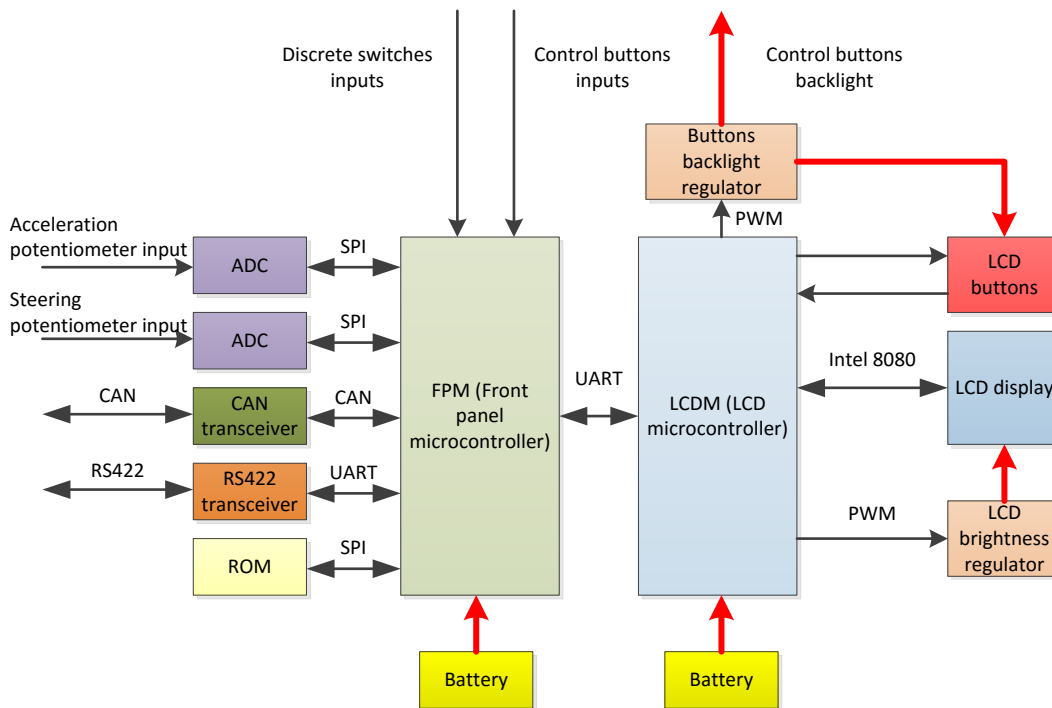 Discrete switches
inputs
Control buttons
inputs
Control buttons
backlight
Buttons
backlight
regulator
PWM
Acceleration
potentiometer input
ADC
SPI
Steering
potentiometer input
ADC
SPI
CAN
CAN
transceiver
CAN
RS422
RS422
transceiver
UART
ROM
SPI
FPM (Front
panel
microcontroller)
UART
LCDM (LCD
microcontroller)
LCD
buttons
Intel 8080
LCD display
PWM
LCD
brightness
regulator
Battery
Battery